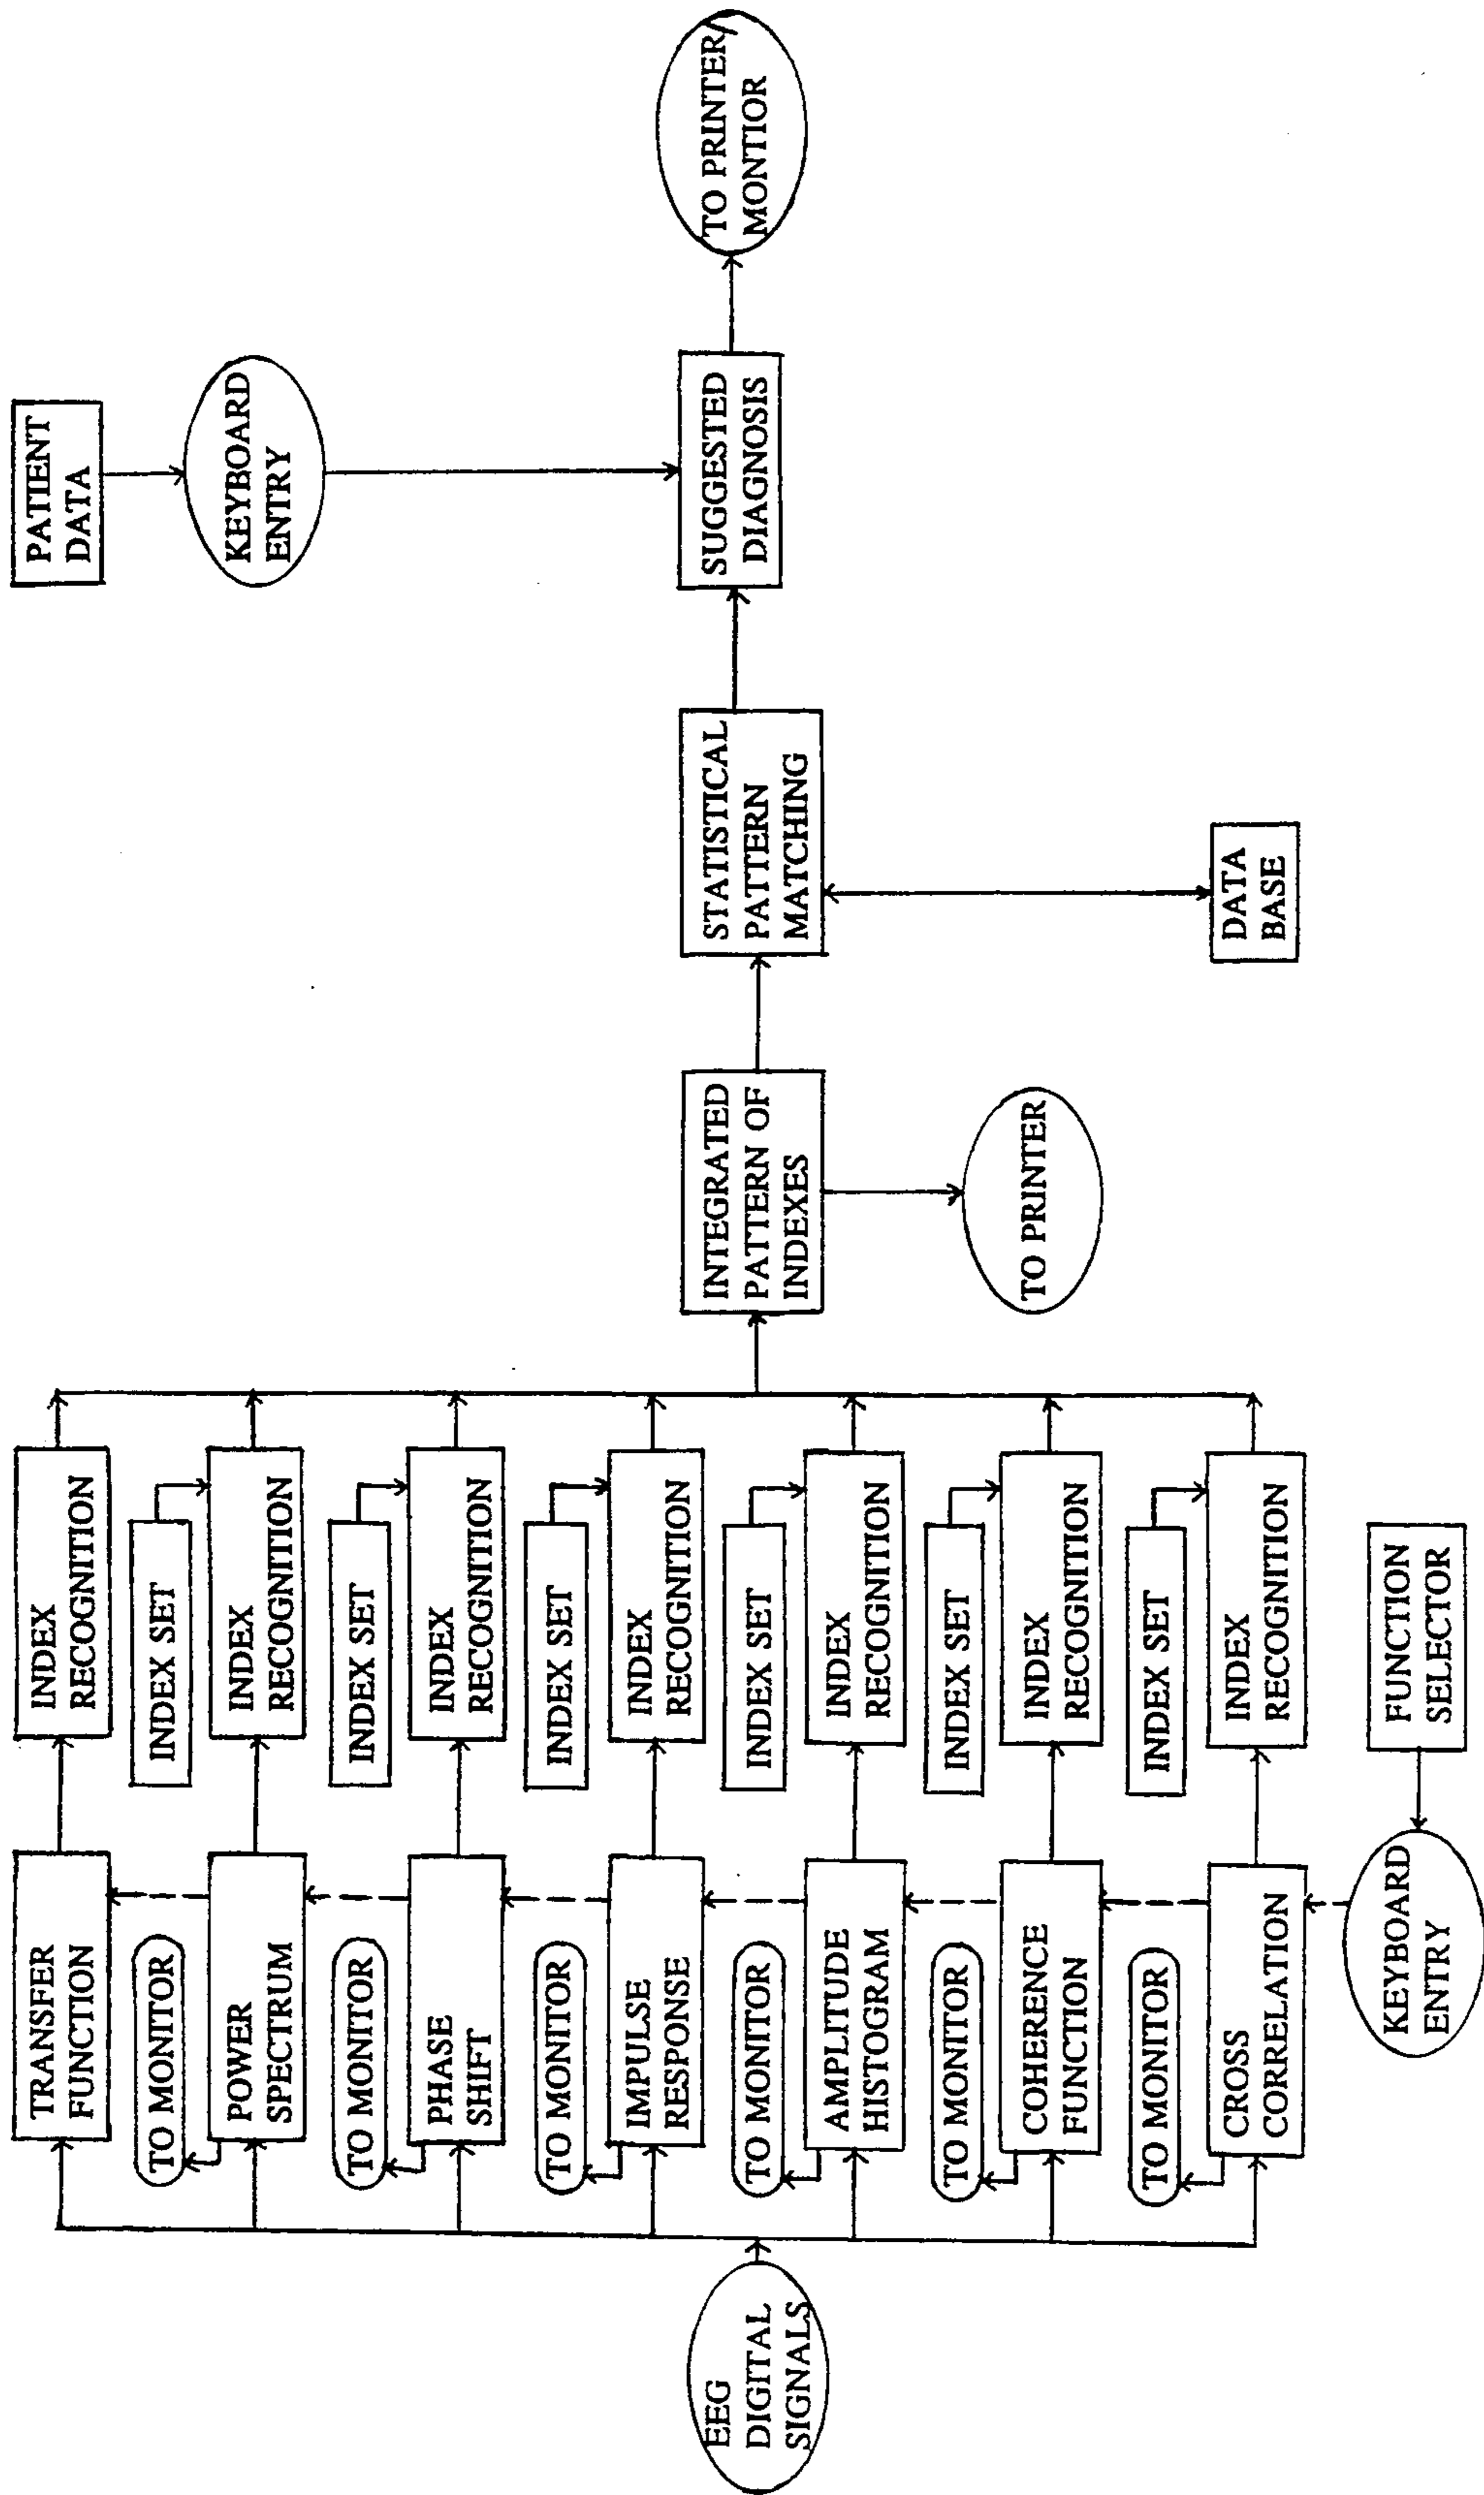 EEG
DIGITAL
SIGNALS
TRANSFER
FUNCTION
TO MONITOR
POWER
SPECTRUM
TO MONITOR
PHASE
SHIFT
TO MONITOR
IMPULSE
RESPONSE
TO MONITOR
AMPLITUDE
HISTOGRAM
TO MONITOR
COHERENCE
FUNCTION
TO MONITOR
CROSS
CORRELATION
KEYBOARD
ENTRY
INDEX
RECOGNITION
INDEX SET
INDEX
RECOGNITION
INDEX SET
INDEX
RECOGNITION
INDEX SET
INDEX
RECOGNITION
INDEX SET
INDEX
RECOGNITION
INDEX SET
INDEX
RECOGNITION
INDEX SET
INDEX
RECOGNITION
FUNCTION
SELECTOR
INTEGRATED
PATTERN OF
INDEXES
TO PRINTER
STATISTICAL
PATTERN
MATCHING
DATA
BASE
PATIENT
DATA
KEYBOARD
ENTRY
SUGGESTED
DIAGNOSIS
TO PRINTER/
MONTIOR